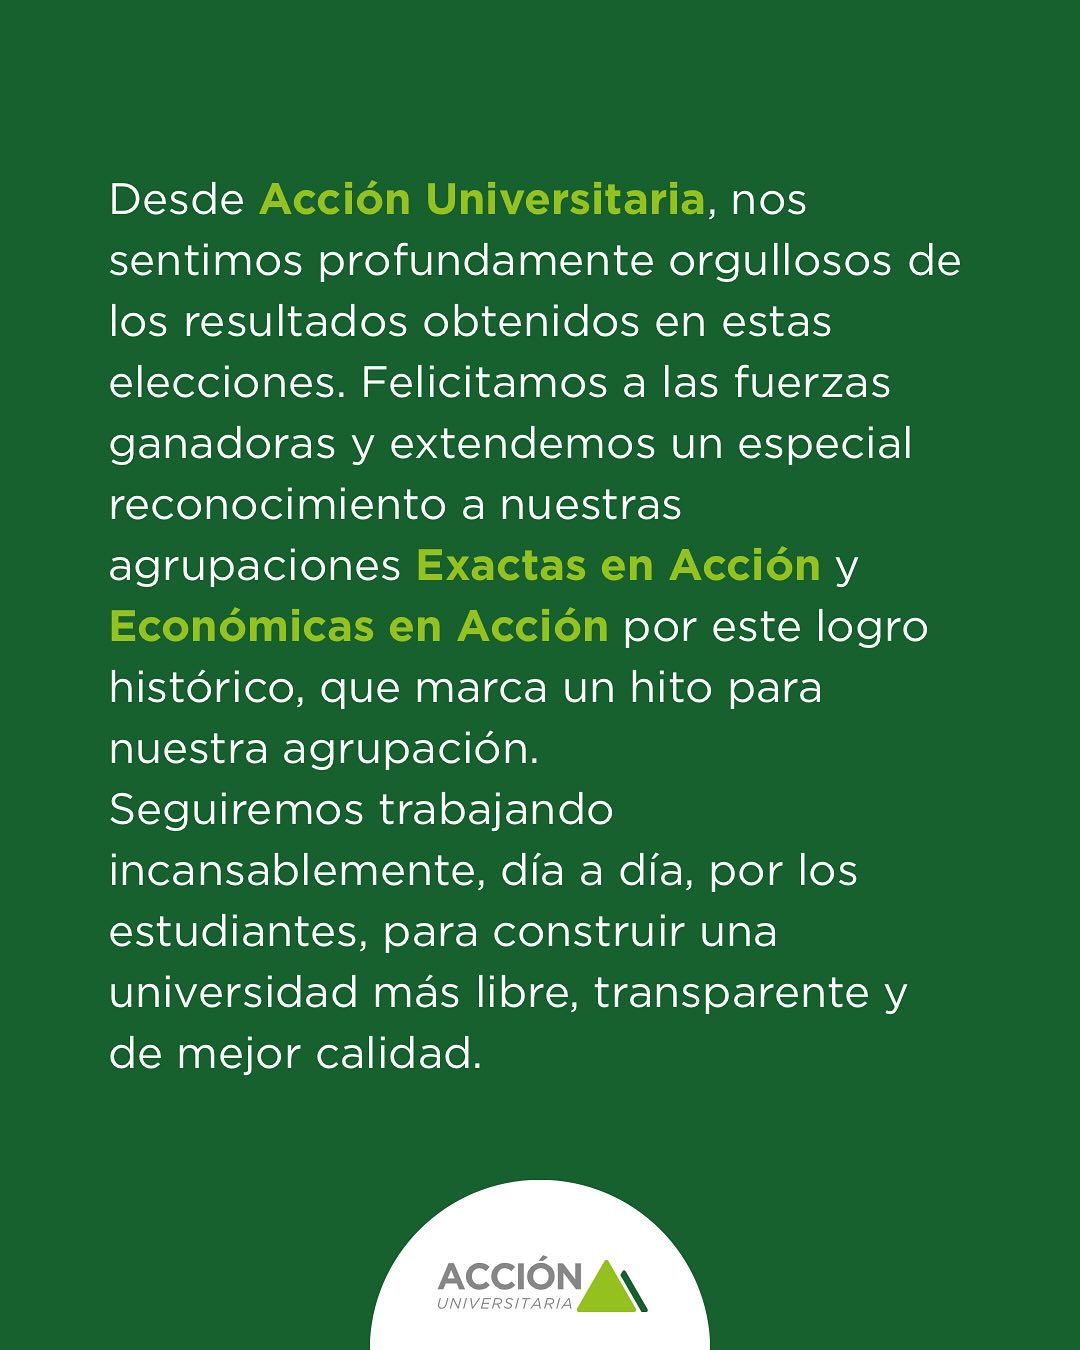 Desde Acción Universitaria, nos
sentimos profundamente orgullosos de
los resultados obtenidos en estas
elecciones. Felicitamos a las fuerzas
ganadoras y extendemos un especial
reconocimiento a nuestras
agrupaciones Exactas en Acción y
Económicas en Acción por este logro
histórico, que marca un hito para
nuestra agrupación.
Seguiremos trabajando
incansablemente, día a día, por los
estudiantes, para construir una
universidad más libre, transparente y
de mejor calidad.
ACCIÓN
UNIVERSITARIA